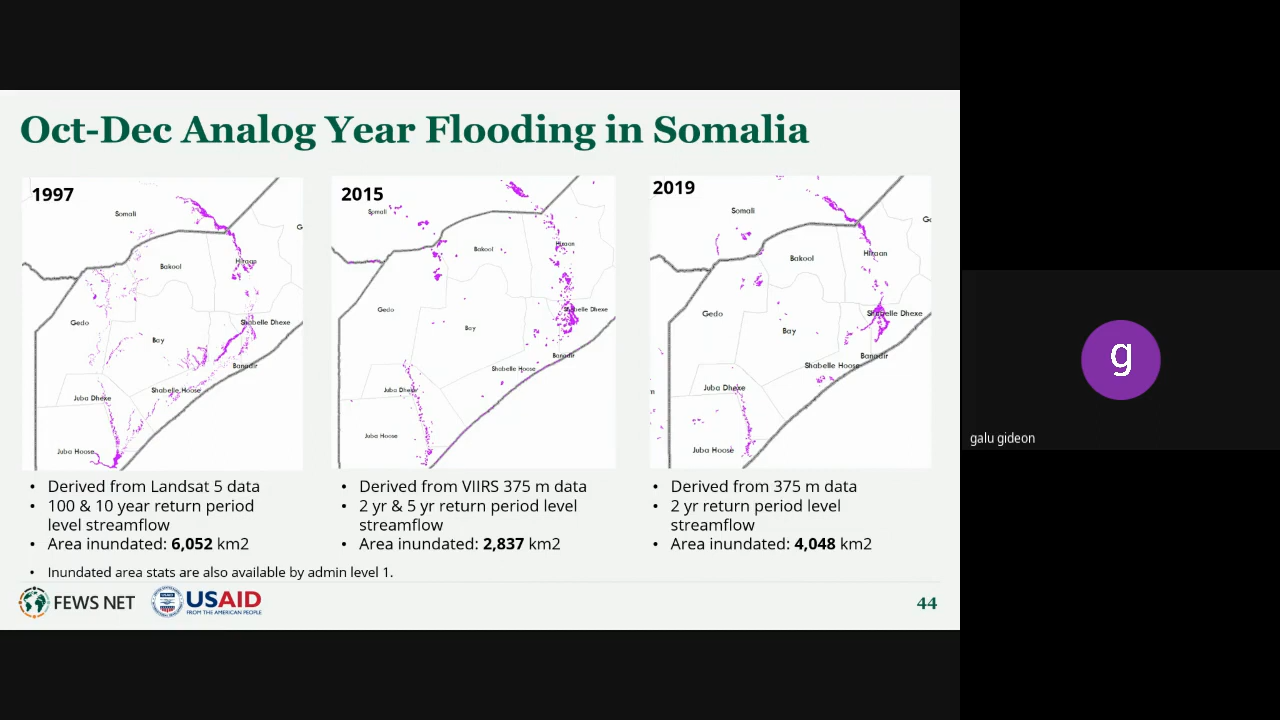 Oct-Dec Analog Year Flooding in Somalia
1997
Somali
G
Bakool
Hiraan
Gedo
Shabelle Dhexe
Bay
Banadir
Shabelle Hoose
Juba Dhexe
Juba Hoose
2015
Somali
Hiraan
Bakool
Gedo
Shabelle Dhexe
Bay
Banadir
Shabelle Hoose
Juba Dhexe
Juba Hoose
2019
Somali
Hiraan
Bakool
Gedo
Shabelle Dhexe
Bay
Banadir
Shabelle Hoose
Juba Dhexe
Juba Hoose
• Derived from Landsat 5 data
• 100 & 10 year return period
level streamflow
• Area inundated: 6,052 km2
• Derived from VIIRS 375 m data
• 2 yr & 5 yr return period level
streamflow
• Area inundated: 2,837 km2
• Derived from 375 m data
• 2 yr return period level
streamflow
• Area inundated: 4,048 km2
• Inundated area stats are also available by admin level 1.
FEWS NET
USAID
FROM THE AMERICAN PEOPLE
44
g
galu gideon